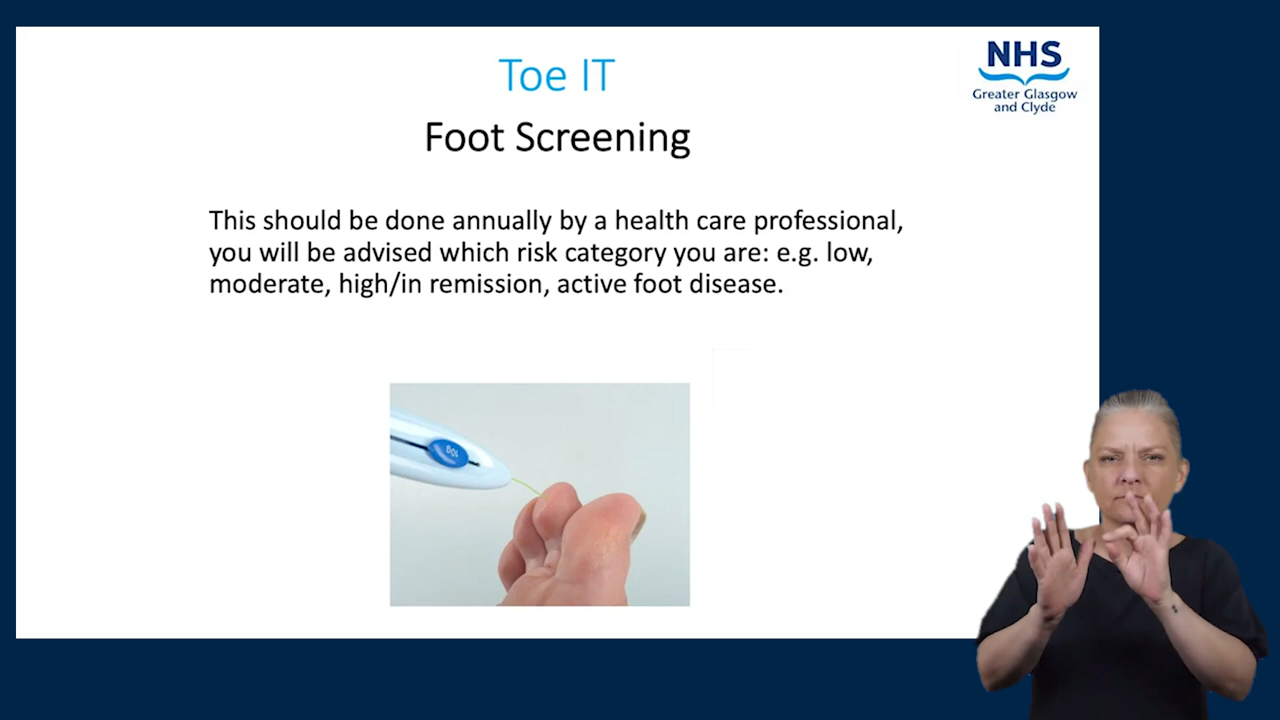 Toe IT
NHS
Greater Glasgow
and Clyde
Foot Screening
This should be done annually by a health care professional,
you will be advised which risk category you are: e.g. low,
moderate, high/in remission, active foot disease.
10g